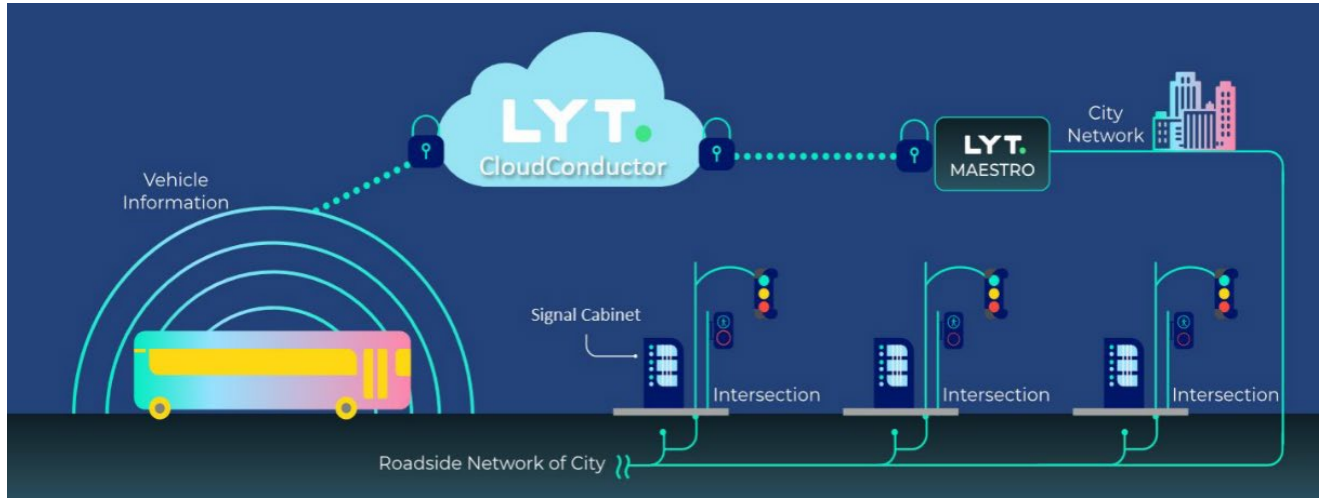 LYT.
CloudConductor
LYT.
MAESTRO
City
Network
Vehicle
Information
Signal Cabinet
Intersection
Intersection
Intersection
Roadside Network of City